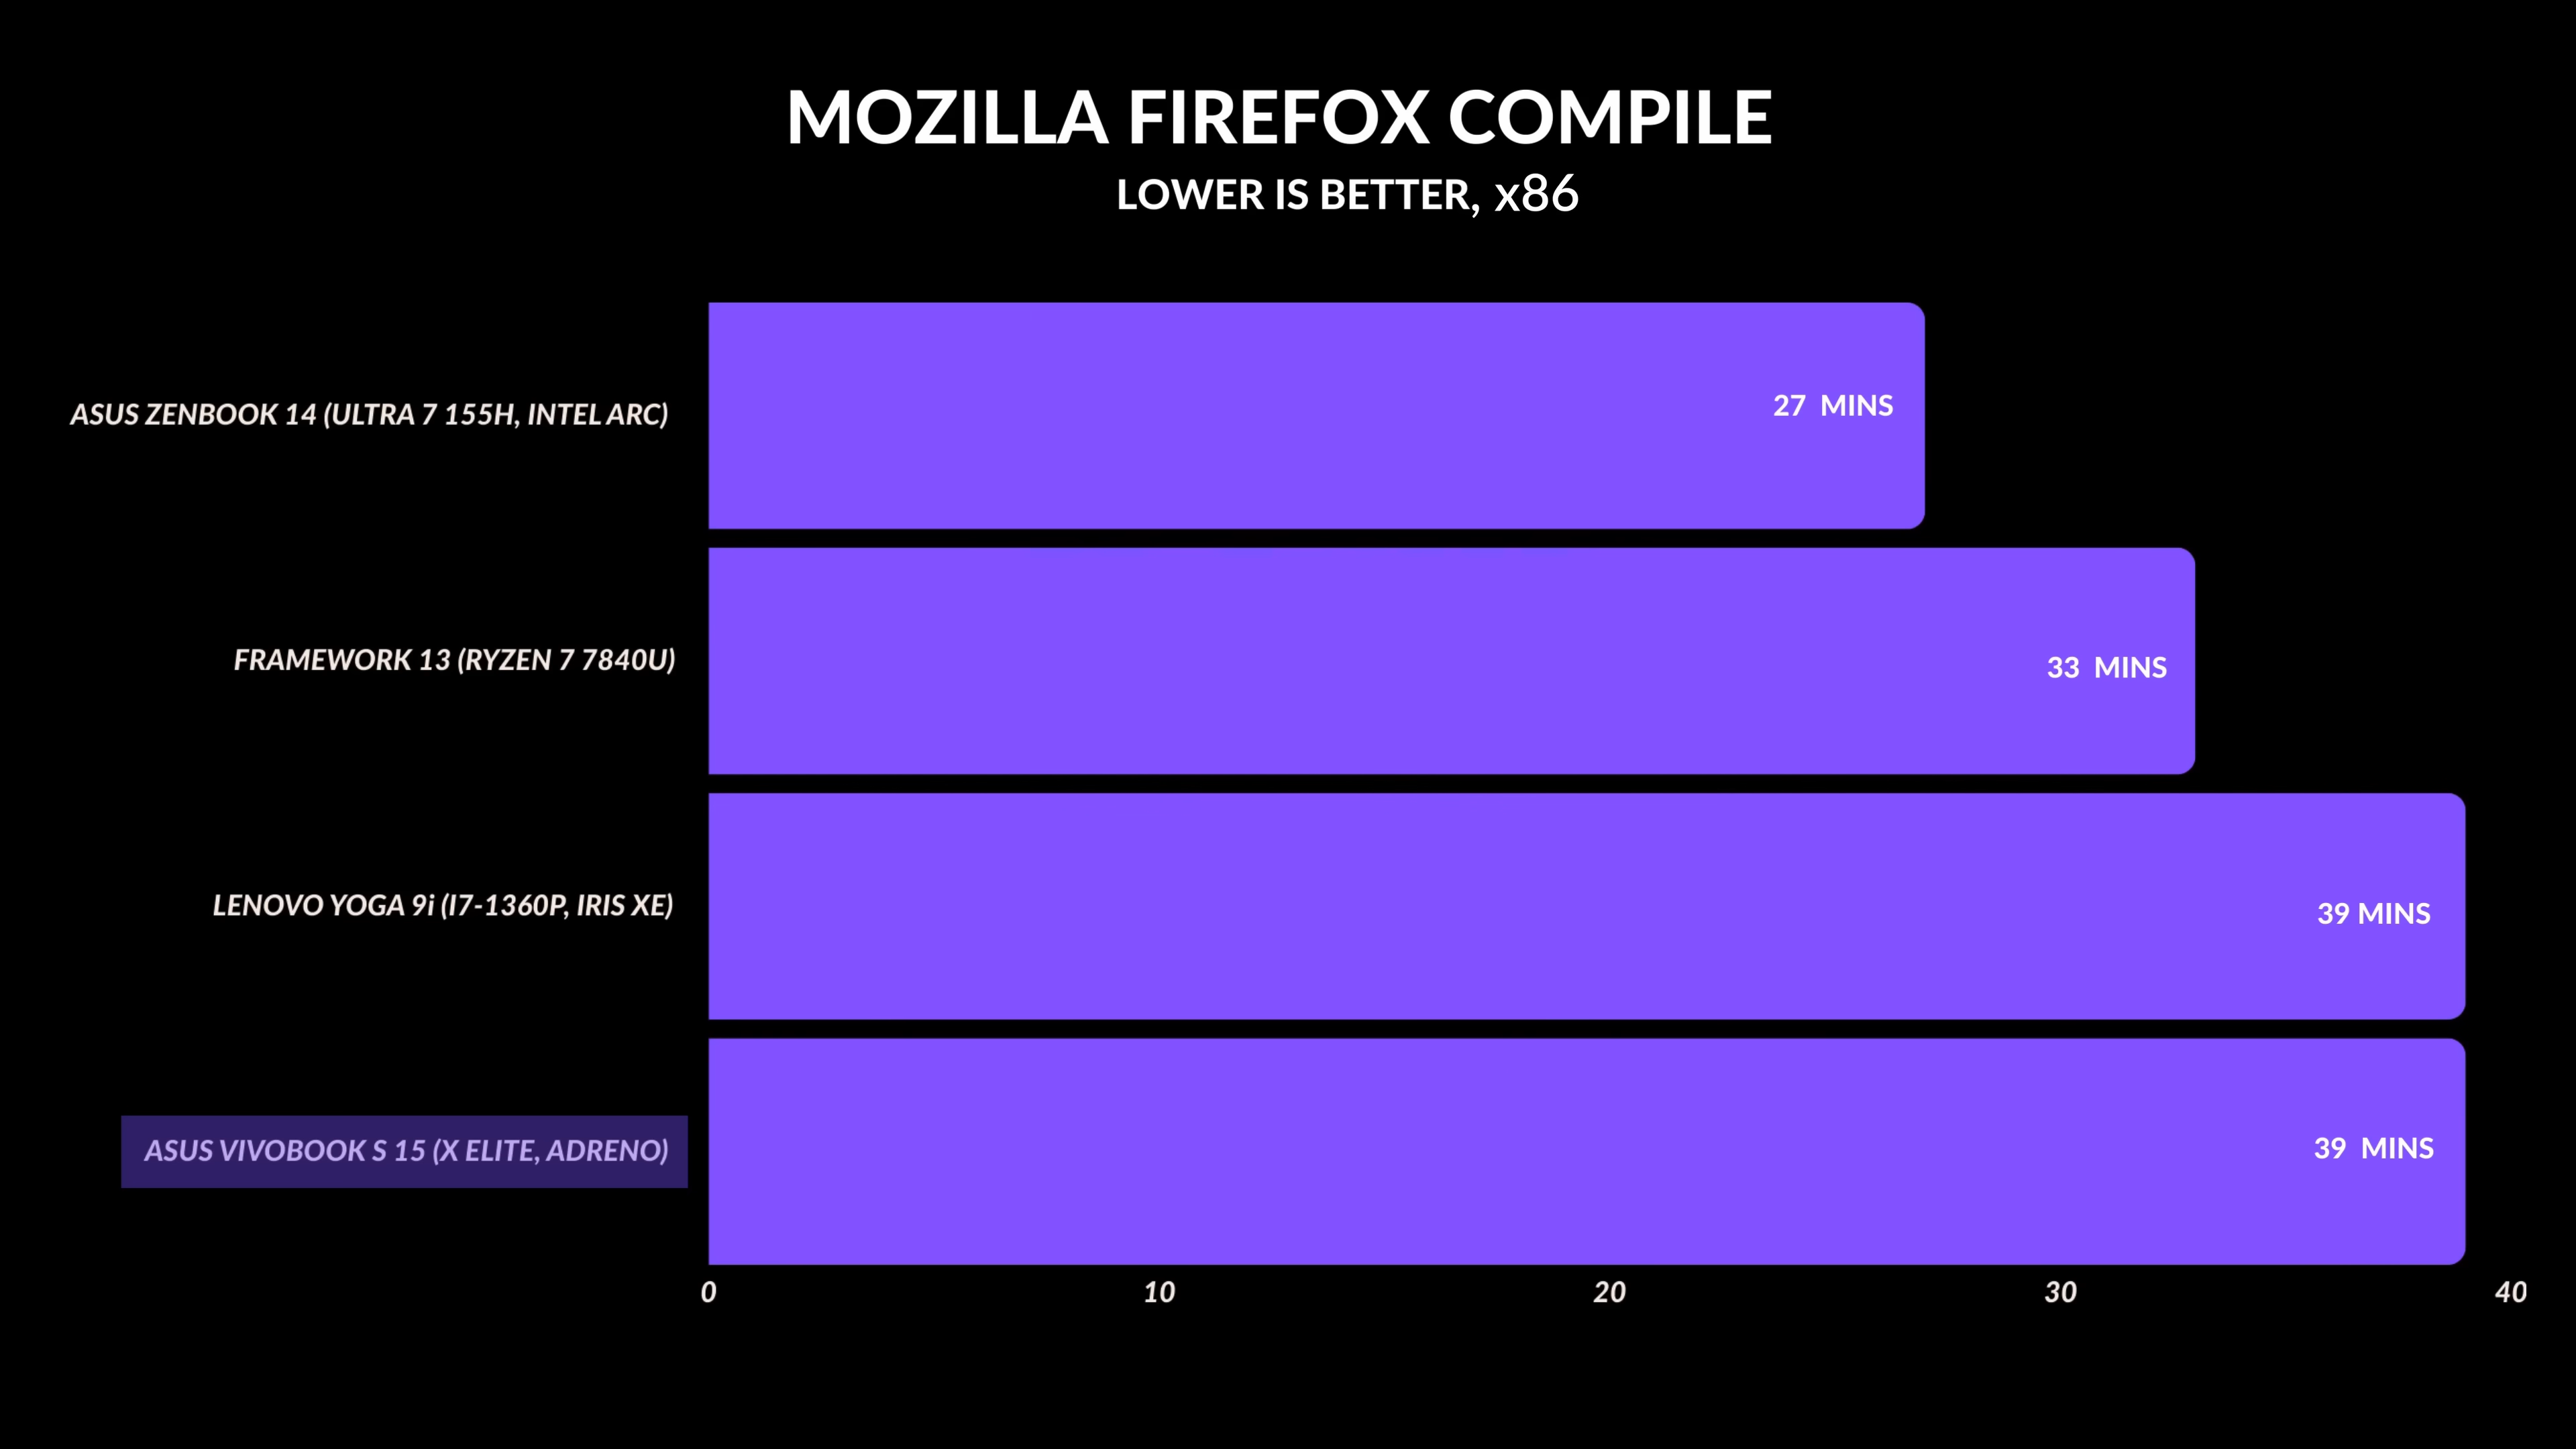 MOZILLA FIREFOX COMPILE
LOWER IS BETTER, x86
ASUS ZENBOOK 14 (ULTRA 7 155H, INTEL ARC)
27 MINS
FRAMEWORK 13 (RYZEN 7 7840U)
33 MINS
LENOVO YOGA 9i (I7-1360P, IRIS XE)
39 MINS
ASUS VIVOBOOK S 15 (X ELITE, ADRENO)
39 MINS
0 10 20 30 40